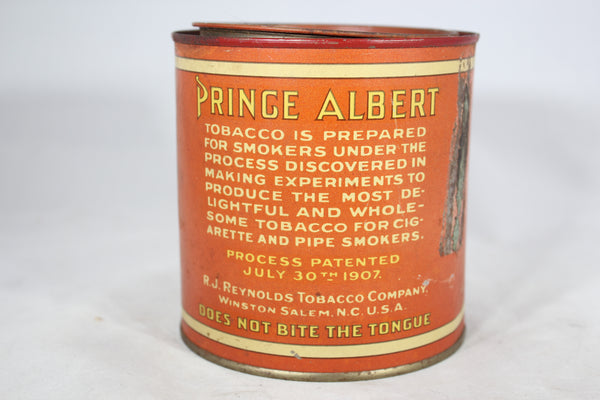 PRINCE ALBERT
TOBACCO IS PREPARED
FOR SMOKERS UNDER THE
PROCESS DISCOVERED IN
MAKING EXPERIMENTS TO
PRODUCE THE MOST DE-
LIGHTFUL AND WHOLE-
SOME TOBACCO FOR CIG-
ARETTE AND PIPE SMOKERS.
PROCESS PATENTED
JULY 30TH 1907.
R.J. REYNOLDS TOBACCO COMPANY,
WINSTON SALEM, N.C. U.S.A.
DOES NOT BITE THE TONGUE